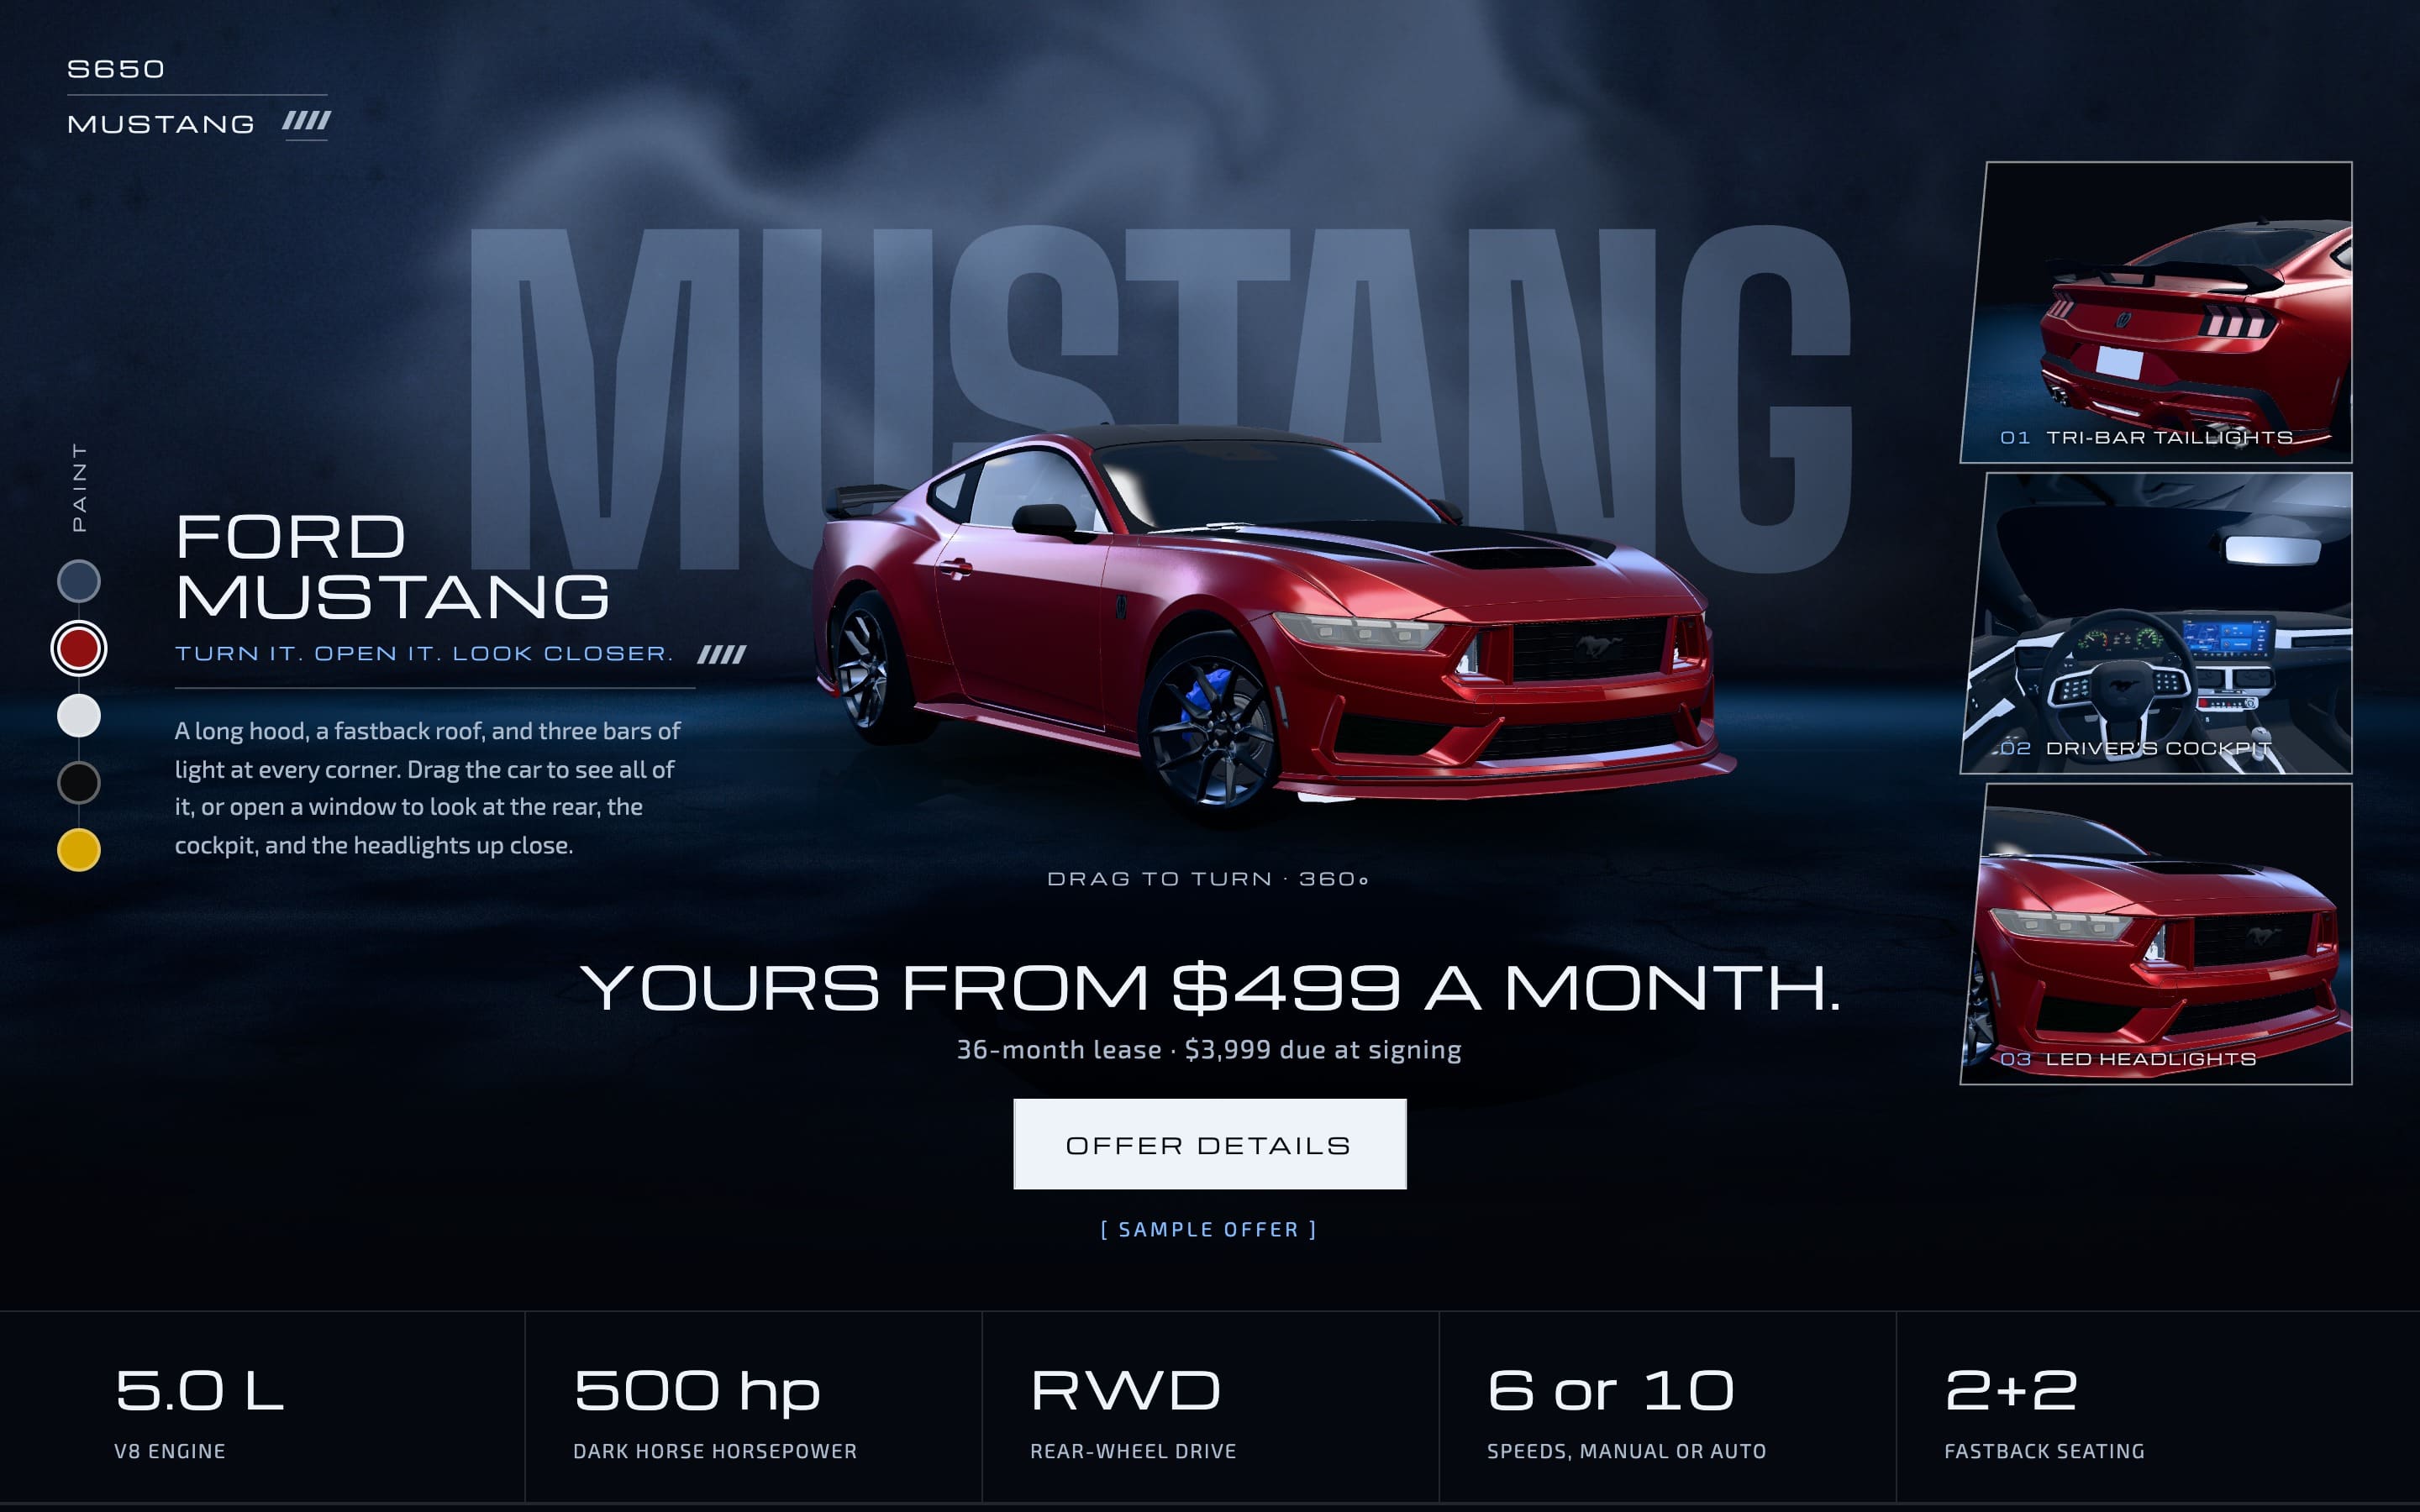 S650
MUSTANG
MUSTANG
PAINT
FORD
MUSTANG
TURN IT. OPEN IT. LOOK CLOSER.
A long hood, a fastback roof, and three bars of
light at every corner. Drag the car to see all of
it, or open a window to look at the rear, the
cockpit, and the headlights up close.
01 TRI-BAR TAILLIGHTS
02 DRIVER'S COCKPIT
03 LED HEADLIGHTS
DRAG TO TURN · 360°
YOURS FROM $499 A MONTH.
36-month lease · $3,999 due at signing
OFFER DETAILS
[ SAMPLE OFFER ]
5.0 L
V8 ENGINE
500 hp
DARK HORSE HORSEPOWER
RWD
REAR-WHEEL DRIVE
6 or 10
SPEEDS, MANUAL OR AUTO
2+2
FASTBACK SEATING